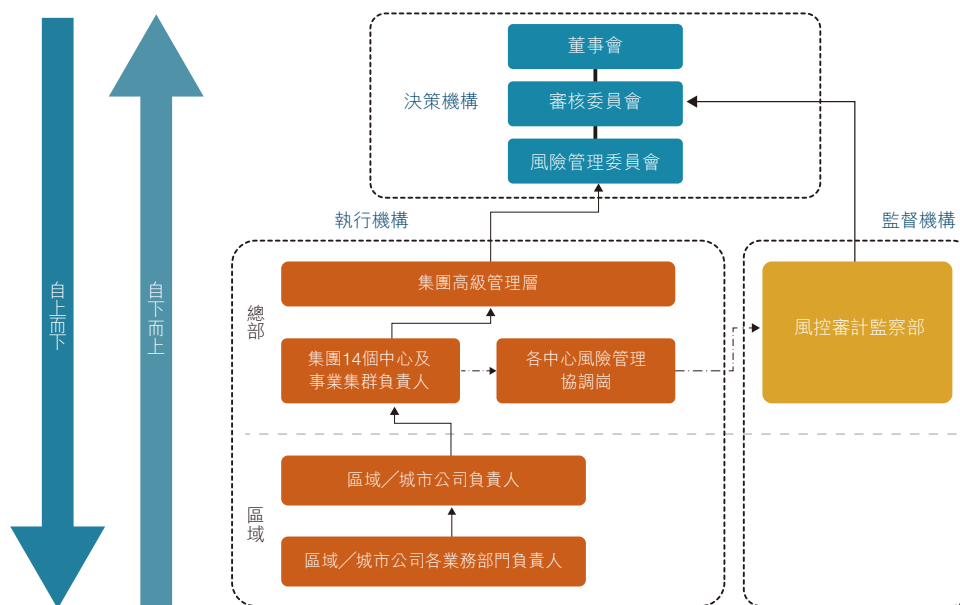 董事會
決策機構
審核委員會
風險管理委員會
執行機構
監督機構
自上而下
自下而上
總部
集團高級管理層
風控審計監察部
集團14個中心及
事業集群負責人
各中心風險管理
協調崗
區域
區域／城市公司負責人
區域／城市公司各業務部門負責人